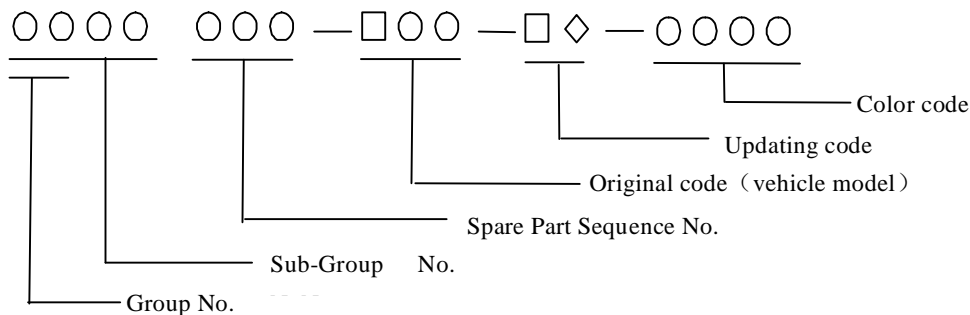 Color code
Updating code
Original code（vehicle model）
Spare Part Sequence No.
Sub-Group No.
Group No.